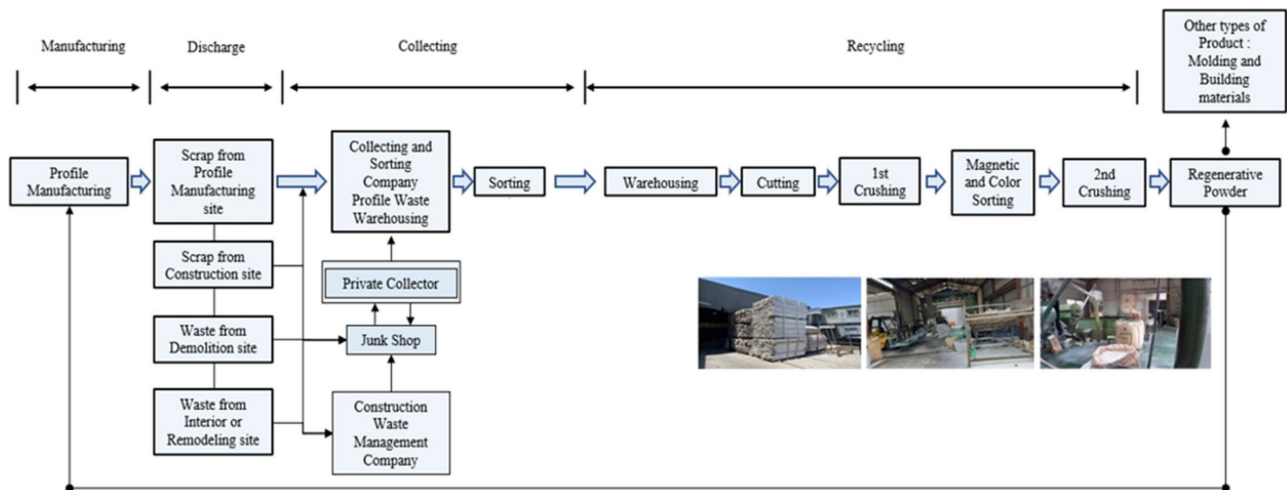 Manufacturing
Discharge
Collecting
Recycling
Other types of
Product :
Molding and
Building
materials
Profile
Manufacturing
Scrap from
Profile
Manufacturing
site
Collecting and
Sorting
Company
Profile Waste
Warehousing
Sorting
Warehousing
Cutting
1st
Crushing
Magnetic
and Color
Sorting
2nd
Crushing
Regenerative
Powder
Scrap from
Construction site
Private Collector
Waste from
Demolition site
Junk Shop
Waste from
Interior or
Remodeling site
Construction
Waste
Management
Company